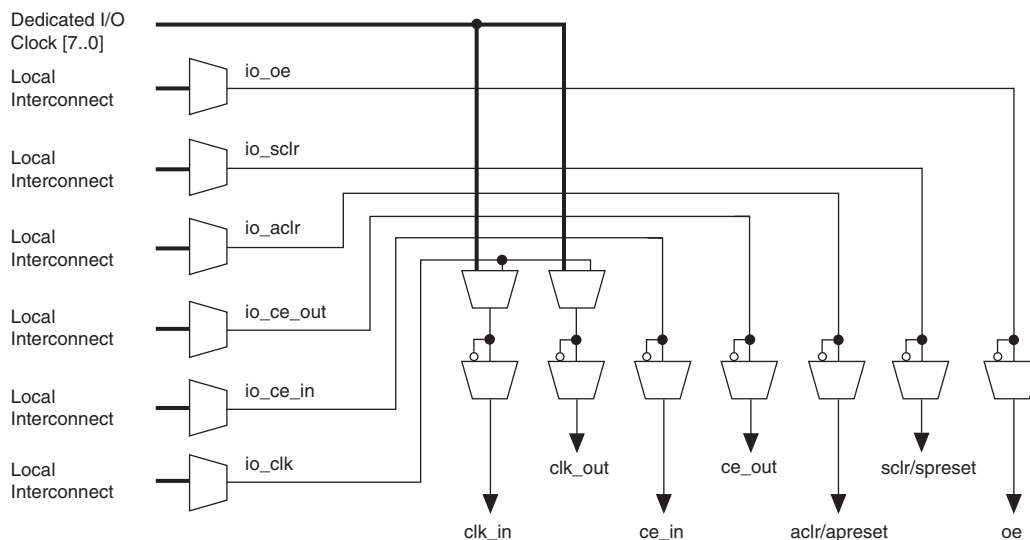 Dedicated I/O
Clock [7..0]
Local
Interconnect
io_oe
Local
Interconnect
io_sclr
Local
Interconnect
io_aclr
Local
Interconnect
io_ce_out
Local
Interconnect
io_ce_in
Local
Interconnect
io_clk
clk_out
ce_out
sclr/spreset
clk_in
ce_in
aclr/apreset
oe